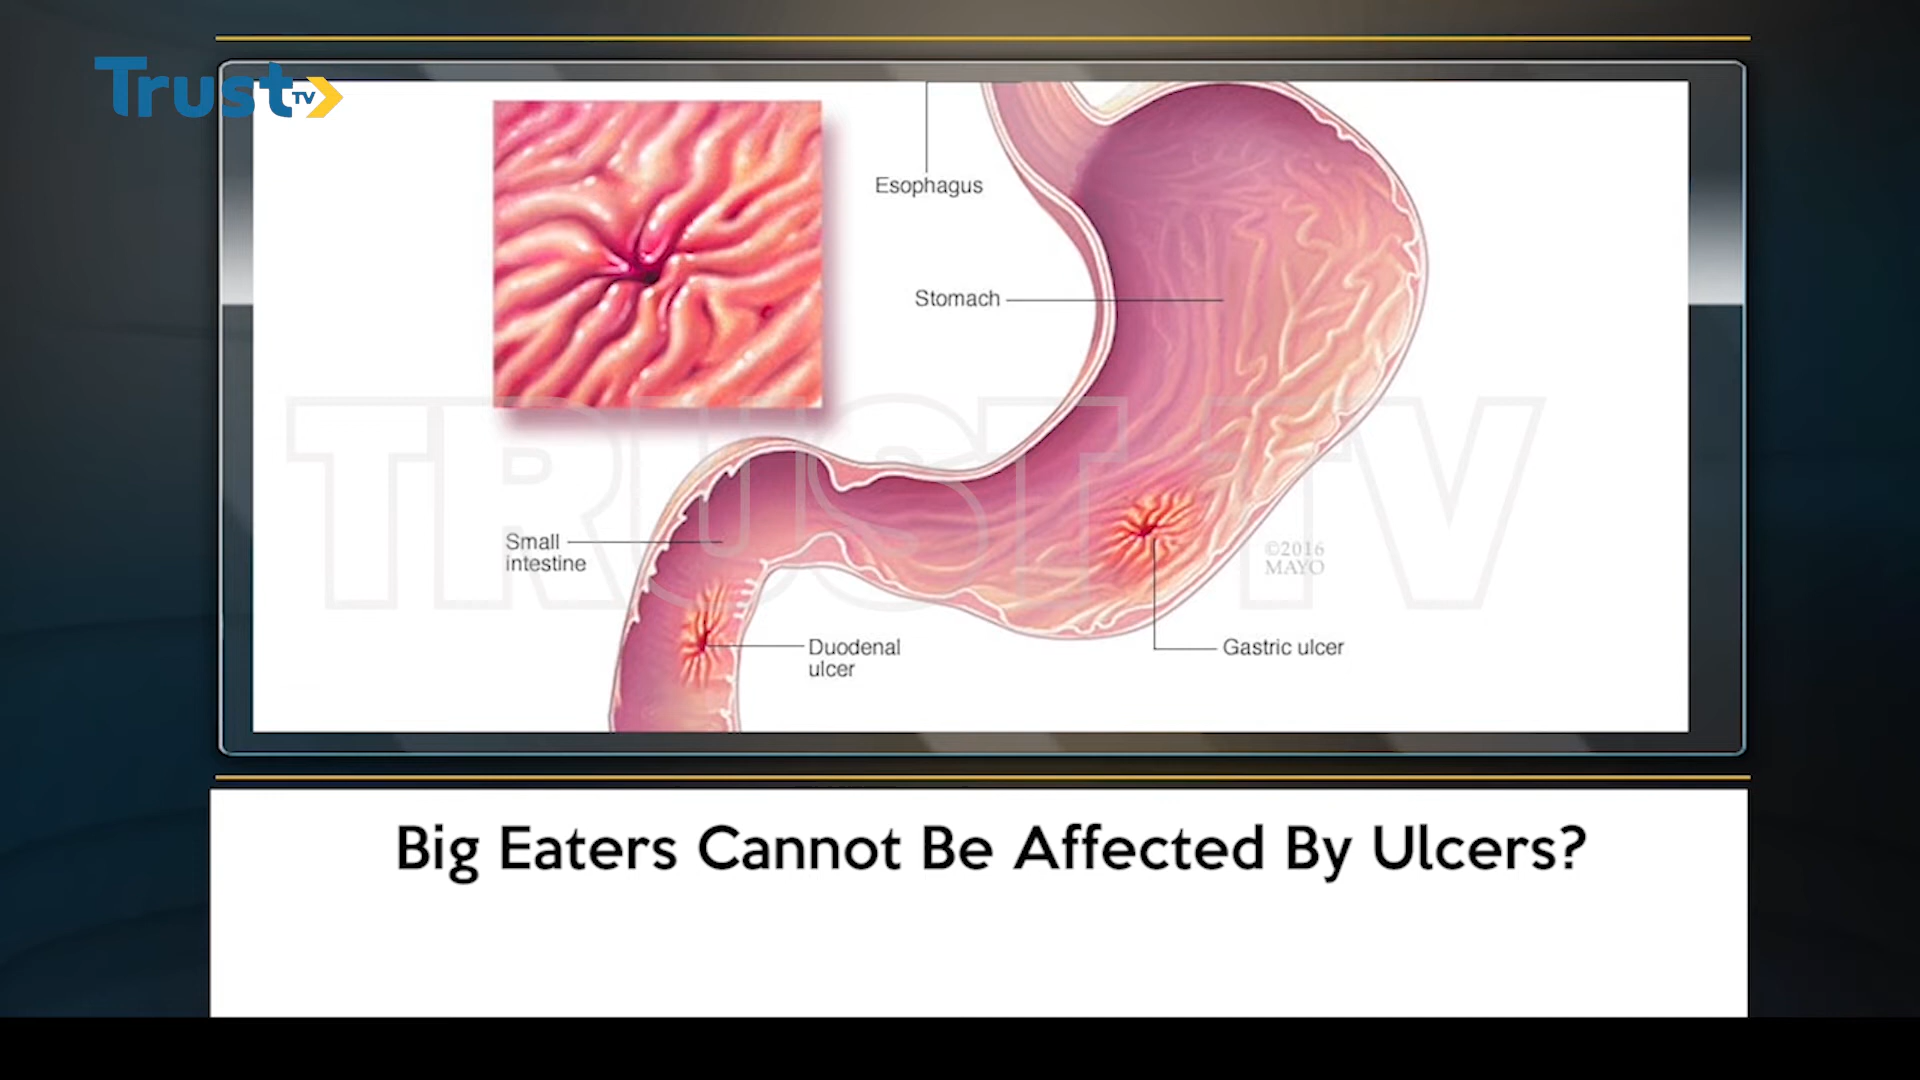 Trust TV
Esophagus
Stomach
TRUST TV
Small
intestine
©2016
MAYO
Duodenal
ulcer
Gastric ulcer
Big Eaters Cannot Be Affected By Ulcers?